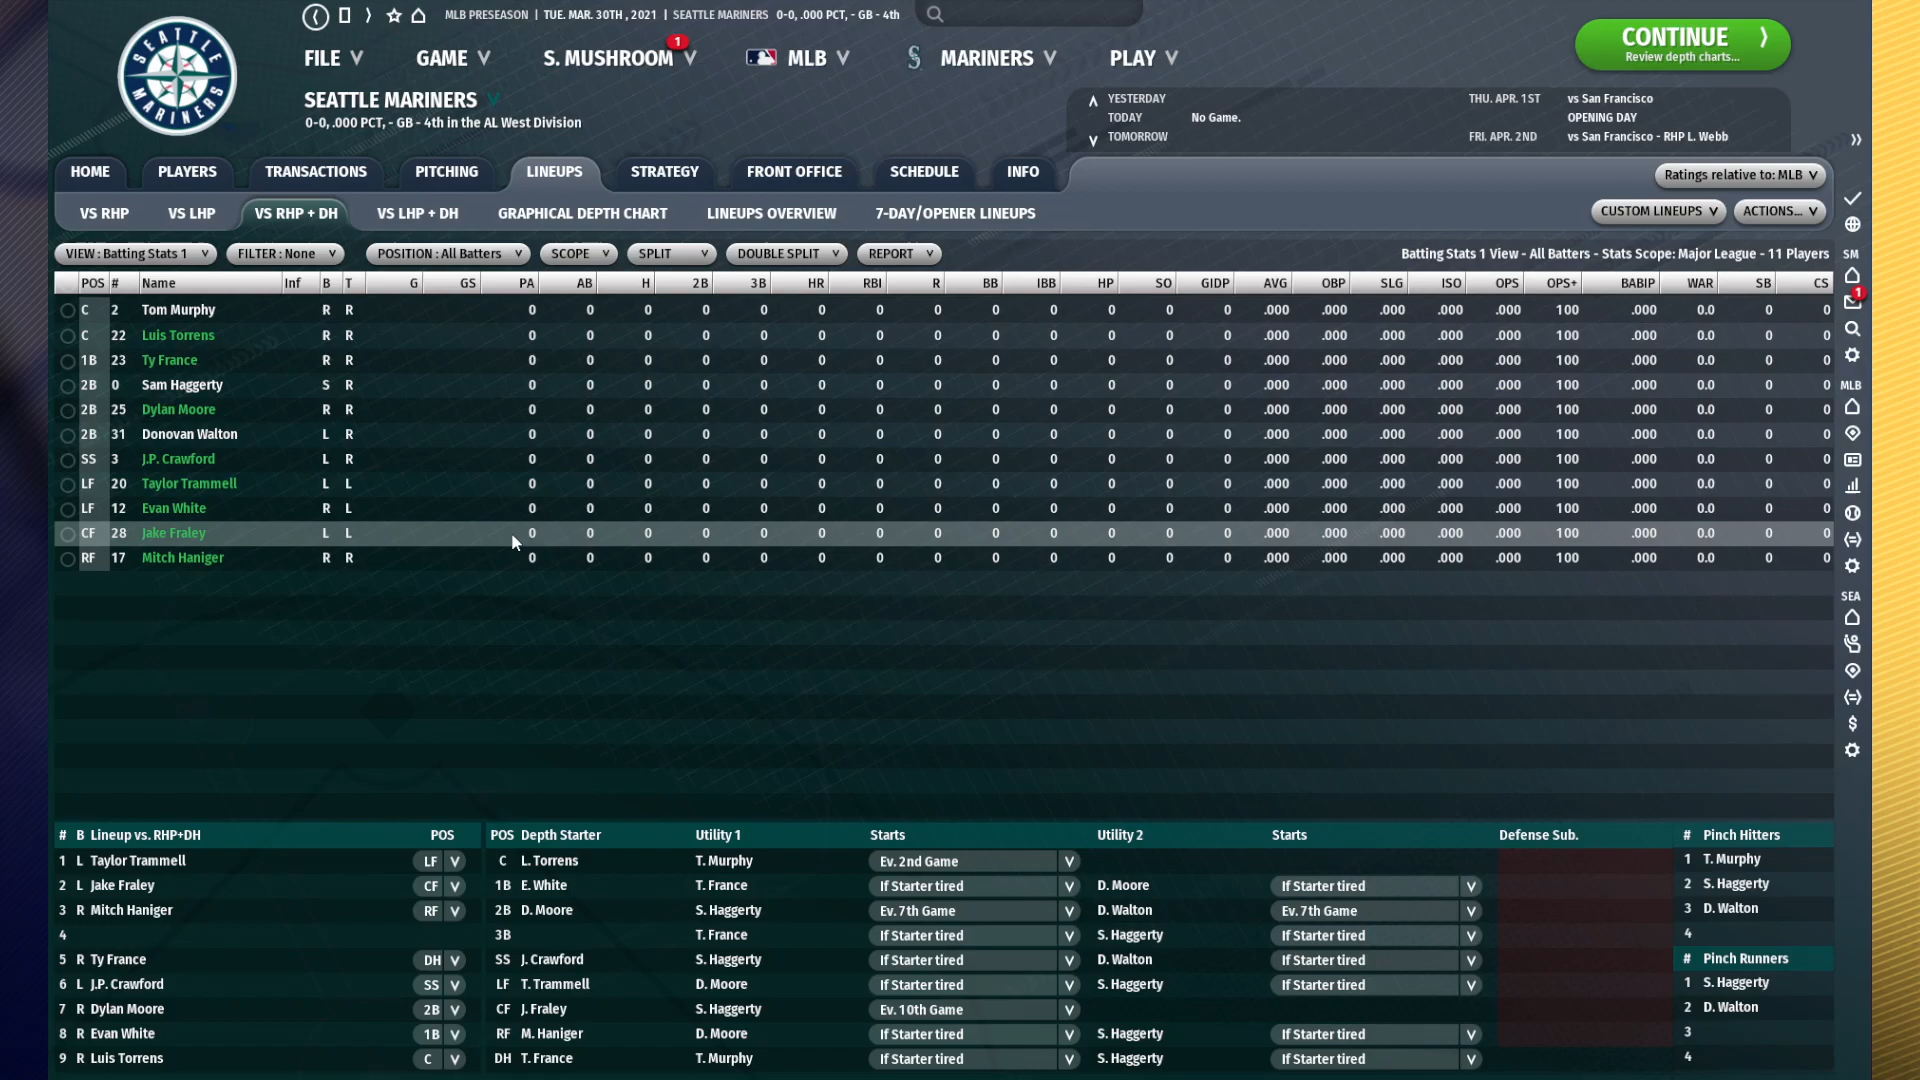 MLB PRESEASON | TUE. MAR. 30TH , 2021 | SEATTLE MARINERS 0-0, .000 PCT, - GB - 4th
SEATTLE MARINERS
FILE GAME S. MUSHROOM 1 MLB MARINERS PLAY
CONTINUE
Review depth charts...
SEATTLE MARINERS
0-0, .000 PCT, - GB - 4th in the AL West Division
YESTERDAY THU. APR. 1ST vs San Francisco
TODAY No Game. OPENING DAY
TOMORROW FRI. APR. 2ND vs San Francisco - RHP L. Webb
HOME PLAYERS TRANSACTIONS PITCHING LINEUPS STRATEGY FRONT OFFICE SCHEDULE INFO Ratings relative to: MLB
VS RHP VS LHP VS RHP + DH VS LHP + DH GRAPHICAL DEPTH CHART LINEUPS OVERVIEW 7-DAY/OPENER LINEUPS CUSTOM LINEUPS ACTIONS...
VIEW : Batting Stats 1 FILTER : None POSITION : All Batters SCOPE SPLIT DOUBLE SPLIT REPORT Batting Stats 1 View - All Batters - Stats Scope: Major League - 11 Players
POS # Name Inf B T G GS PA AB H 2B 3B HR RBI R BB IBB HP SO GIDP AVG OBP SLG ISO OPS OPS+ BABIP WAR SB CS
C 2 Tom Murphy R R 0 0 0 0 0 0 0 0 0 0 0 0 0 .000 .000 .000 .000 .000 100 .000 0.0 0 0
C 22 Luis Torrens R R 0 0 0 0 0 0 0 0 0 0 0 0 0 .000 .000 .000 .000 .000 100 .000 0.0 0 0
1B 23 Ty France R R 0 0 0 0 0 0 0 0 0 0 0 0 0 .000 .000 .000 .000 .000 100 .000 0.0 0 0
2B 0 Sam Haggerty S R 0 0 0 0 0 0 0 0 0 0 0 0 0 .000 .000 .000 .000 .000 100 .000 0.0 0 0
2B 25 Dylan Moore R R 0 0 0 0 0 0 0 0 0 0 0 0 0 .000 .000 .000 .000 .000 100 .000 0.0 0 0
2B 31 Donovan Walton L R 0 0 0 0 0 0 0 0 0 0 0 0 0 .000 .000 .000 .000 .000 100 .000 0.0 0 0
SS 3 J.P. Crawford L R 0 0 0 0 0 0 0 0 0 0 0 0 0 .000 .000 .000 .000 .000 100 .000 0.0 0 0
LF 20 Taylor Trammell L L 0 0 0 0 0 0 0 0 0 0 0 0 0 .000 .000 .000 .000 .000 100 .000 0.0 0 0
LF 12 Evan White R L 0 0 0 0 0 0 0 0 0 0 0 0 0 .000 .000 .000 .000 .000 100 .000 0.0 0 0
CF 28 Jake Fraley L L 0 0 0 0 0 0 0 0 0 0 0 0 0 .000 .000 .000 .000 .000 100 .000 0.0 0 0
RF 17 Mitch Haniger R R 0 0 0 0 0 0 0 0 0 0 0 0 0 .000 .000 .000 .000 .000 100 .000 0.0 0 0
SM
1
MLB
SEA
# B Lineup vs. RHP+DH POS POS Depth Starter Utility 1 Starts Utility 2 Starts Defense Sub. # Pinch Hitters
1 L Taylor Trammell LF C L. Torrens T. Murphy Ev. 2nd Game 1 T. Murphy
2 L Jake Fraley CF 1B E. White T. France If Starter tired D. Moore If Starter tired 2 S. Haggerty
3 R Mitch Haniger RF 2B D. Moore S. Haggerty Ev. 7th Game D. Walton Ev. 7th Game 3 D. Walton
4 3B T. France If Starter tired S. Haggerty If Starter tired 4
5 R Ty France DH SS J. Crawford S. Haggerty If Starter tired D. Walton If Starter tired # Pinch Runners
6 L J.P. Crawford SS LF T. Trammell D. Moore If Starter tired S. Haggerty If Starter tired 1 S. Haggerty
7 R Dylan Moore 2B CF J. Fraley S. Haggerty Ev. 10th Game 2 D. Walton
8 R Evan White 1B RF M. Haniger D. Moore If Starter tired S. Haggerty If Starter tired 3
9 R Luis Torrens C DH T. France T. Murphy If Starter tired S. Haggerty If Starter tired 4